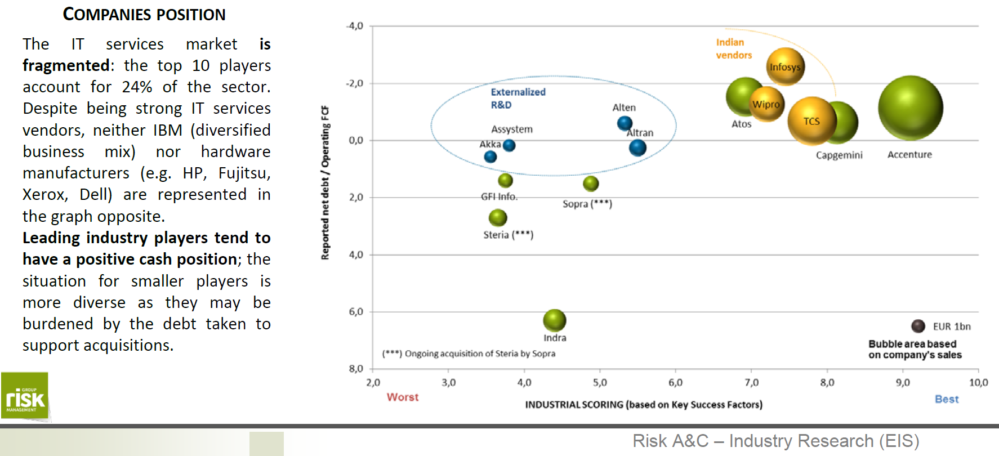 COMPANIES POSITION
The IT services market is
fragmented: the top 10 players
account for 24% of the sector.
Despite being strong IT services
vendors, neither IBM (diversified
business mix) nor hardware
manufacturers (e.g. HP, Fujitsu,
Xerox, Dell) are represented in
the graph opposite.
Leading industry players tend to
have a positive cash position; the
situation for smaller players is
more diverse as they may be
burdened by the debt taken to
support acquisitions.
GROUP
risk
MANAGEMENT
Reported net debt / Operating FCF
-4,0
-2,0
0,0
2,0
4,0
6,0
8,0
Indian
vendors
Infosys
Externalized
R&D
Wipro
Alten
TCS
Atos
Assystem
Altran
Akka
Capgemini
Accenture
GFI Info.
Sopra (***)
Steria (***)
Indra
EUR 1bn
Bubble area based
on company's sales
(***) Ongoing acquisition of Steria by Sopra
2,0 3,0 4,0 5,0 6,0 7,0 8,0 9,0 10,0
Worst
Best
INDUSTRIAL SCORING (based on Key Success Factors)
Risk A&C – Industry Research (EIS)